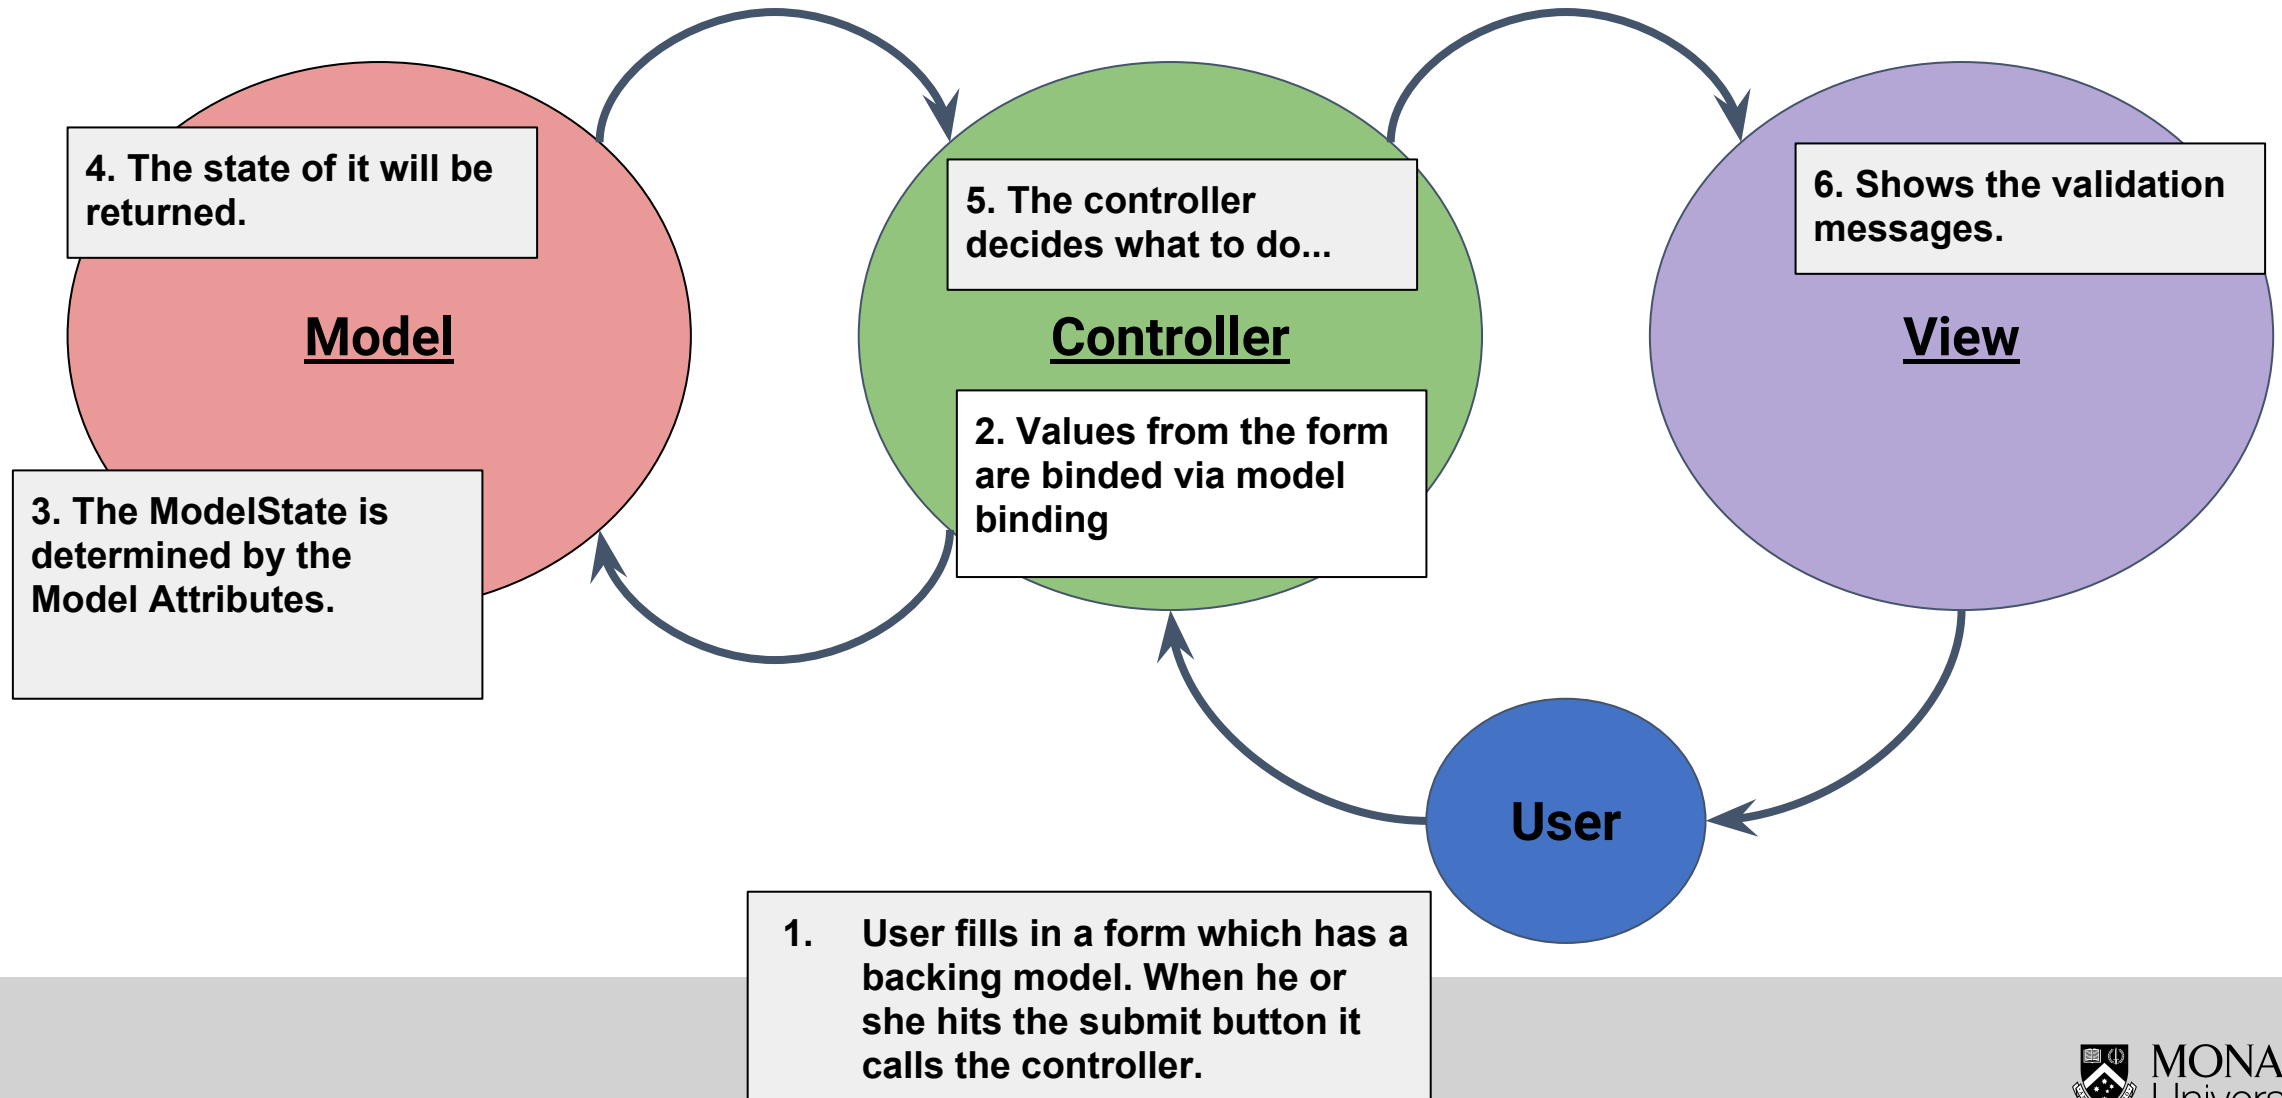 4. The state of it will be
returned.
Model
3. The ModelState is
determined by the
Model Attributes.
5. The controller
decides what to do...
Controller
2. Values from the form
are binded via model
binding
6. Shows the validation
messages.
View
User
1. User fills in a form which has a
backing model. When he or
she hits the submit button it
calls the controller.
MONA
Univers